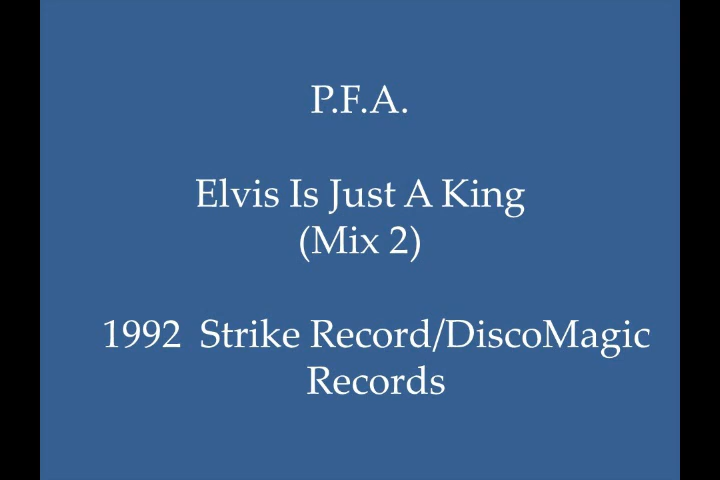 P.F.A.
Elvis Is Just A King
(Mix 2)
1992  Strike Record/DiscoMagic
Records